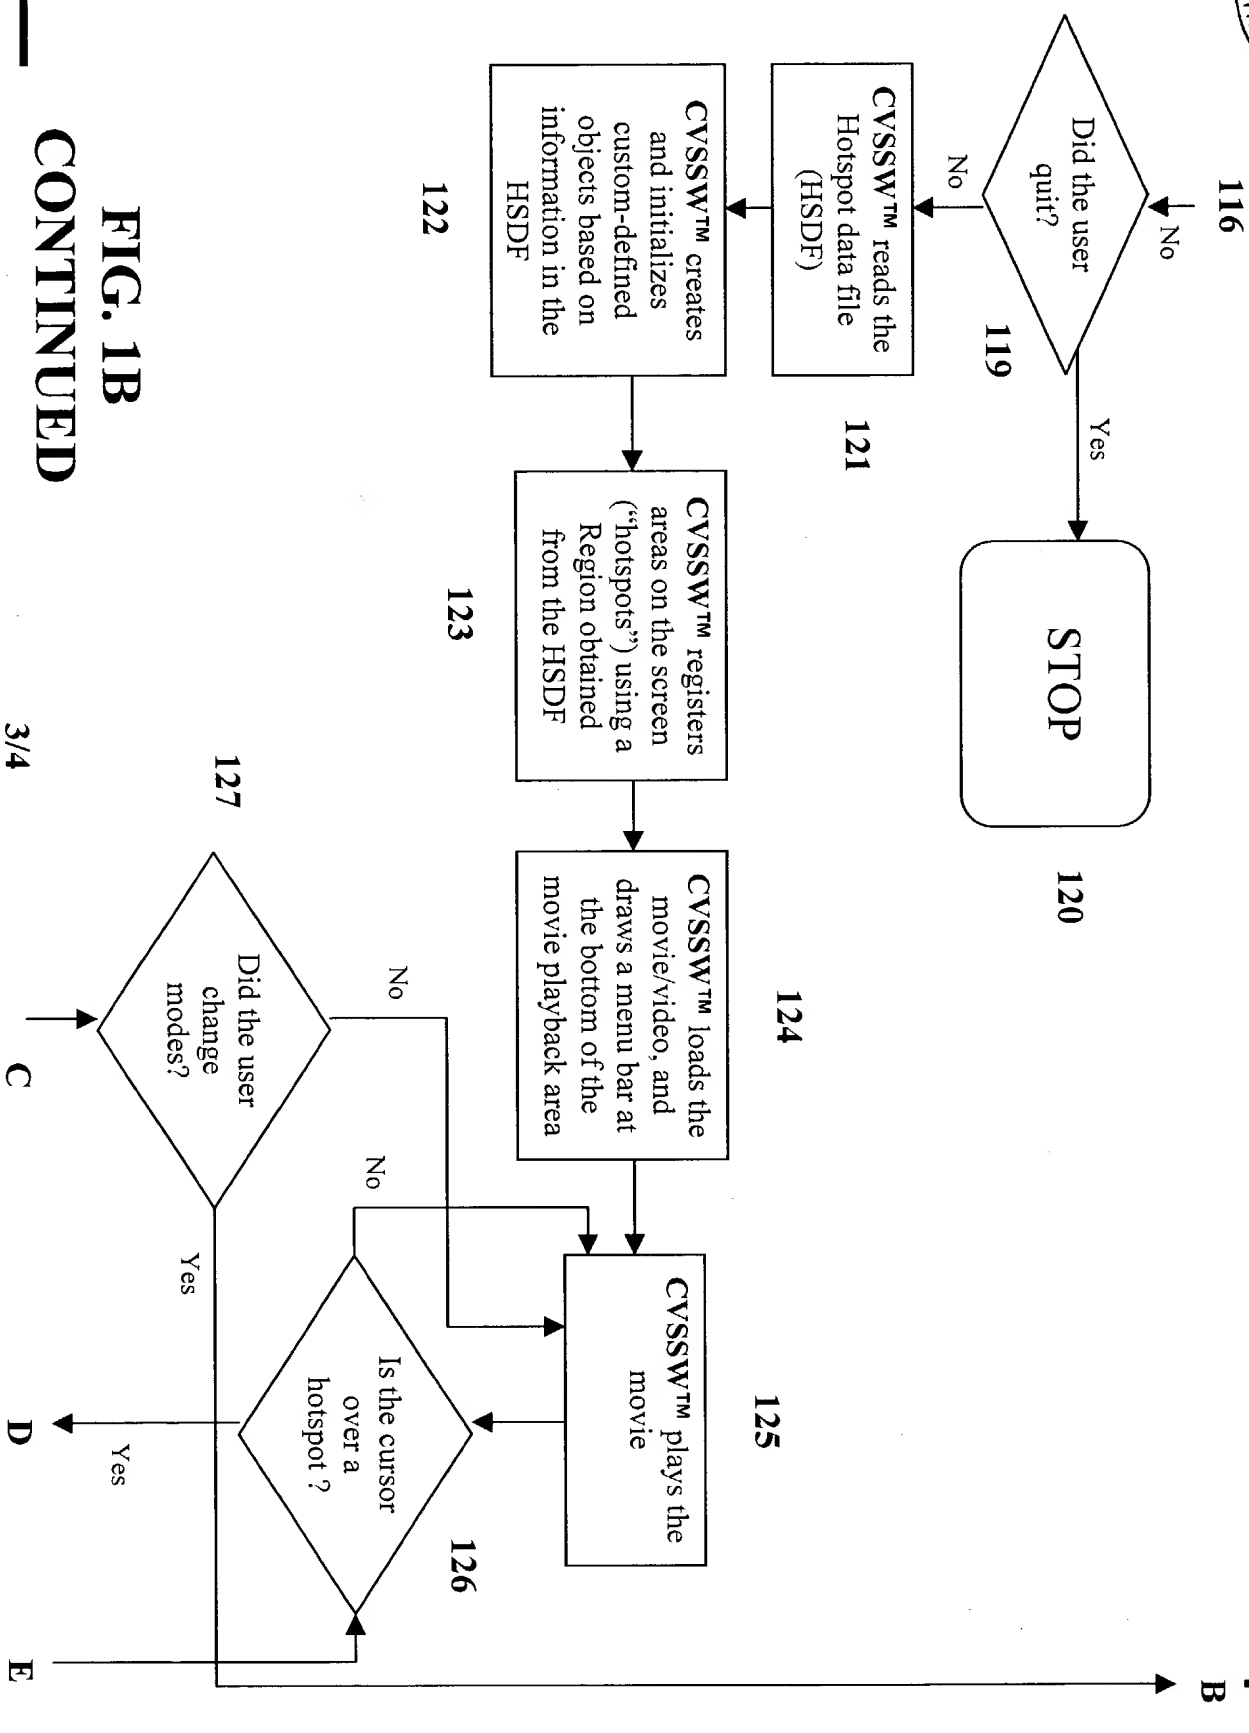 116
No
B
Did the user
quit?
Yes
STOP
120
119
No
CVSSW™ reads the
Hotspot data file
(HSDF)
121
CVSSW™ creates
and initializes
custom-defined
objects based on
information in the
HSDF
122
CVSSW™ registers
areas on the screen
("hotspots") using a
Region obtained
from the HSDF
123
124
CVSSW™ loads the
movie/video, and
draws a menu bar at
the bottom of the
movie playback area
125
CVSSW™ plays the
movie
126
Is the cursor
over a
hotspot ?
No
Yes
No
127
Did the user
change
modes?
Yes
C
D
E
FIG. 1B
CONTINUED
3/4